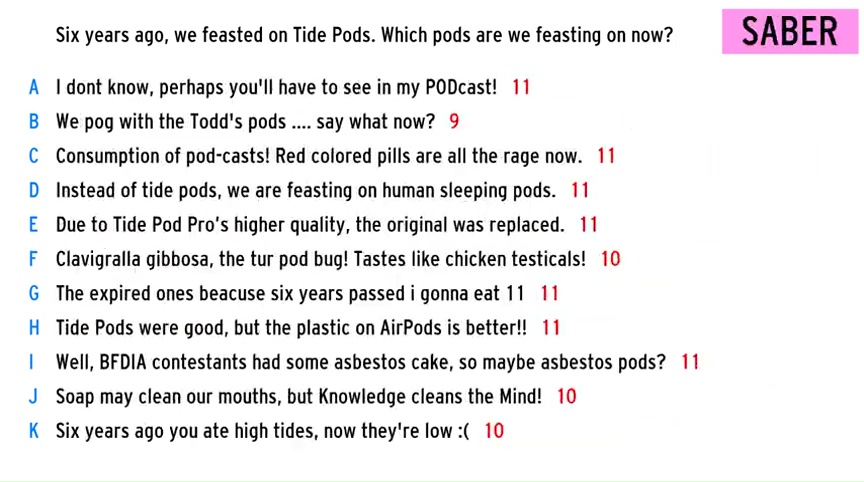 Six years ago, we feasted on Tide Pods. Which pods are we feasting on now?
SABER
A I dont know, perhaps you'll have to see in my PODcast! 11
B We pog with the Todd's pods .... say what now? 9
C Consumption of pod-casts! Red colored pills are all the rage now. 11
D Instead of tide pods, we are feasting on human sleeping pods. 11
E Due to Tide Pod Pro's higher quality, the original was replaced. 11
F Clavigralla gibbosa, the tur pod bug! Tastes like chicken testicals! 10
G The expired ones beacuse six years passed i gonna eat 11 11
H Tide Pods were good, but the plastic on AirPods is better!! 11
I Well, BFDIA contestants had some asbestos cake, so maybe asbestos pods? 11
J Soap may clean our mouths, but Knowledge cleans the Mind! 10
K Six years ago you ate high tides, now they're low :( 10